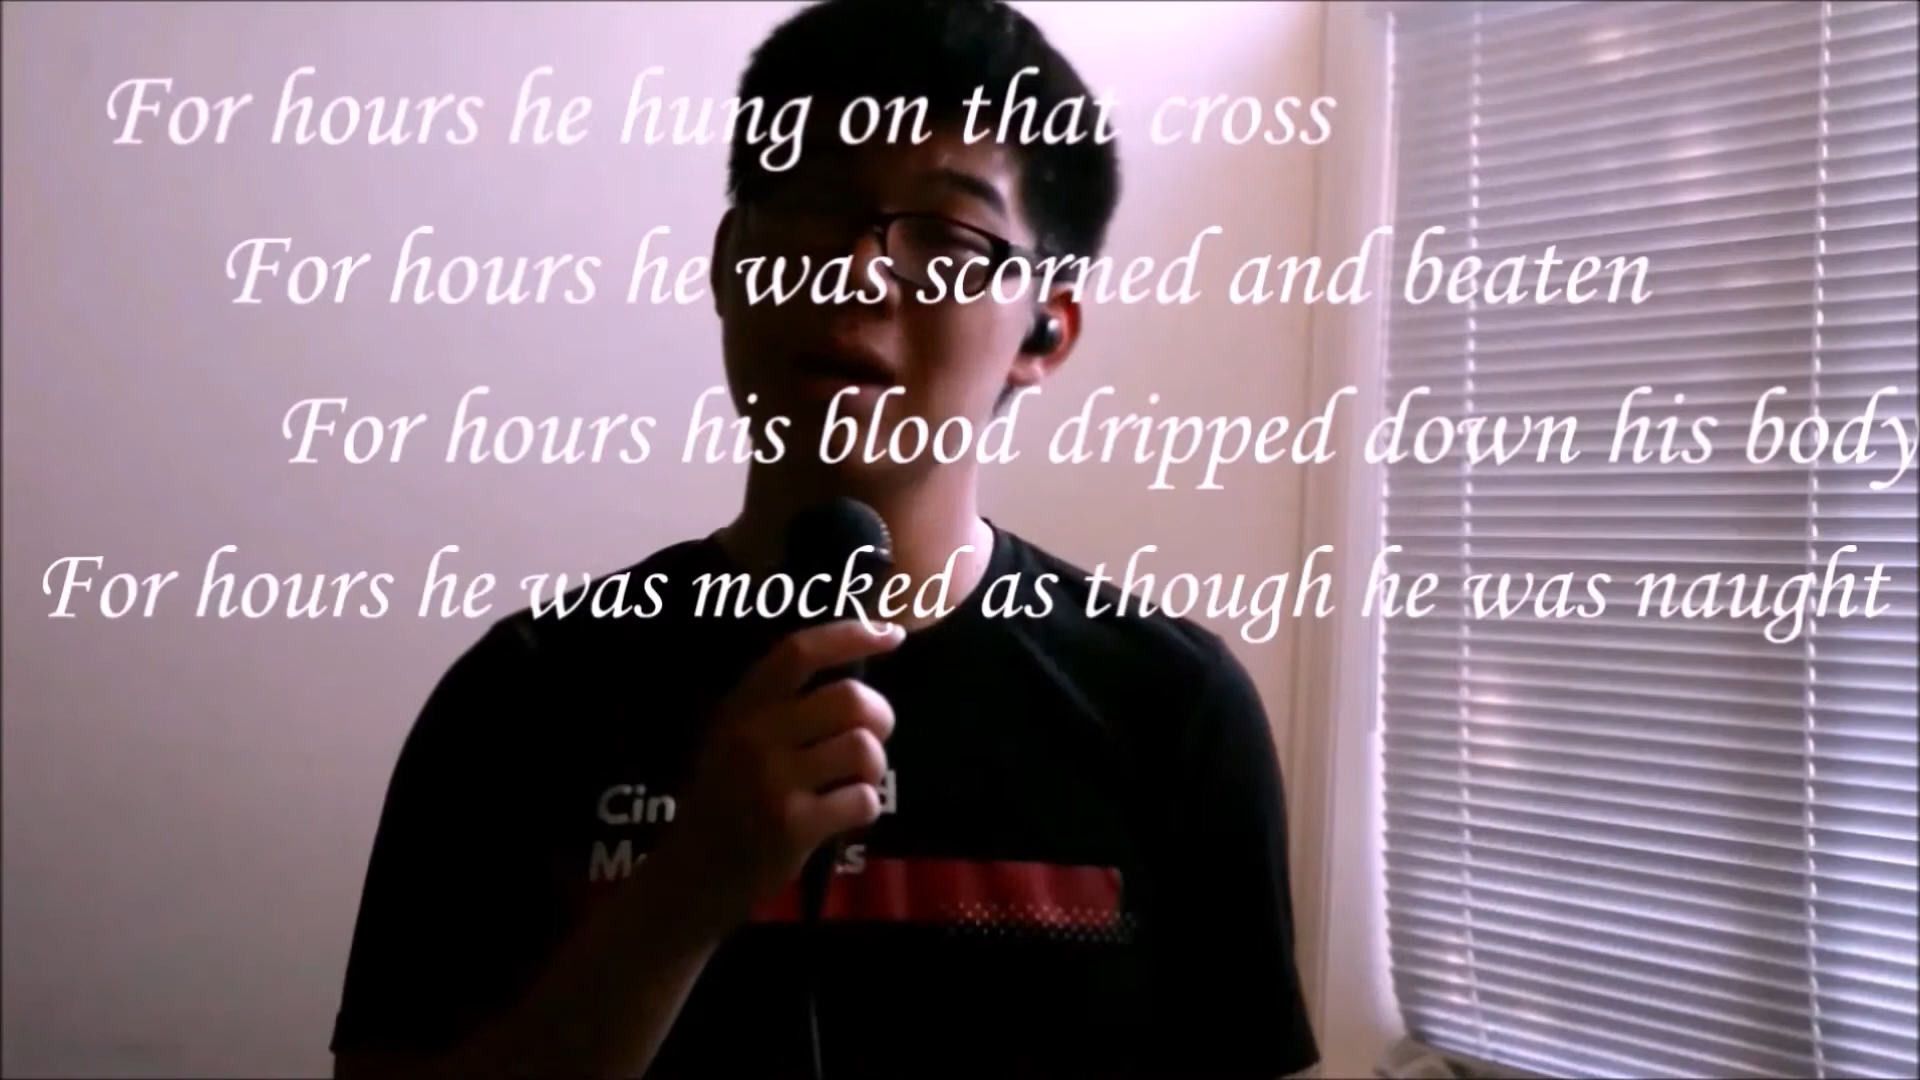 For hours he hung on that cross
For hours he was scorned and beaten
For hours his blood dripped down his body
For hours he was mocked as though he was naught